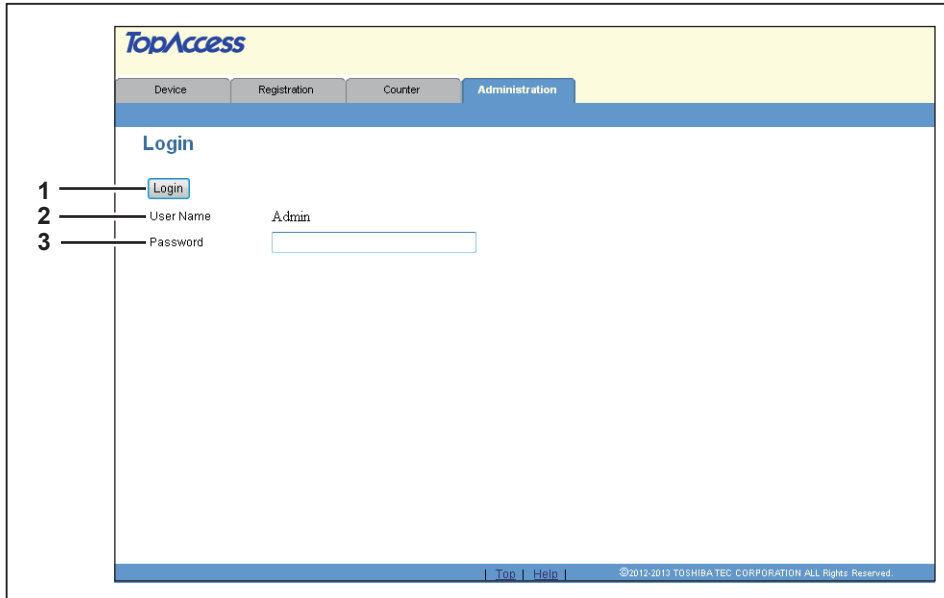 TopAccess
Device Registration Counter Administration
Login
1 Login
2 User Name Admin
3 Password
| Top | Help | ©2012-2013 TOSHIBA TEC CORPORATION ALL Rights Reserved.